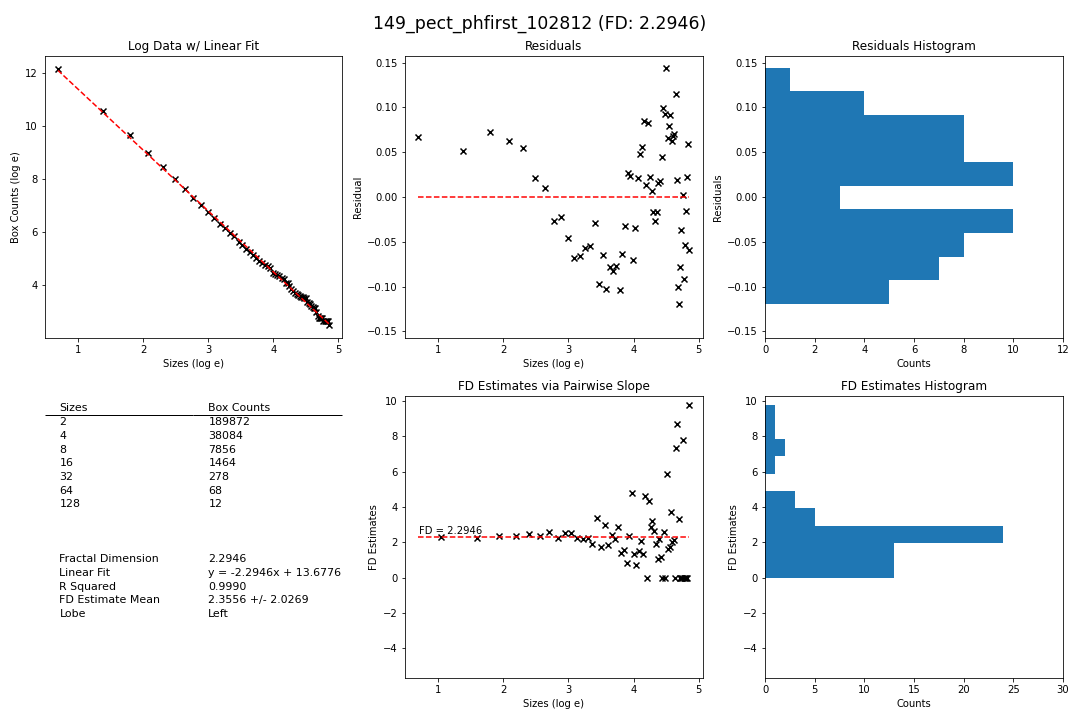 149_pect_phfirst_102812 (FD: 2.2946)
Log Data w/ Linear Fit
Box Counts (log e)
12
10
8
6
4
1 2 3 4 5
Sizes (log e)
Residuals
Residual
0.15
0.10
0.05
0.00
−0.05
−0.10
−0.15
1 2 3 4 5
Sizes (log e)
Residuals Histogram
Residuals
0.15
0.10
0.05
0.00
−0.05
−0.10
−0.15
0 2 4 6 8 10 12
Counts
Sizes Box Counts
2 189872
4 38084
8 7856
16 1464
32 278
64 68
128 12
Fractal Dimension 2.2946
Linear Fit y = -2.2946x + 13.6776
R Squared 0.9990
FD Estimate Mean 2.3556 +/- 2.0269
Lobe Left
FD Estimates via Pairwise Slope
FD Estimates
10
8
6
4
2
0
−2
−4
FD = 2.2946
1 2 3 4 5
Sizes (log e)
FD Estimates Histogram
FD Estimates
10
8
6
4
2
0
−2
−4
0 5 10 15 20 25 30
Counts